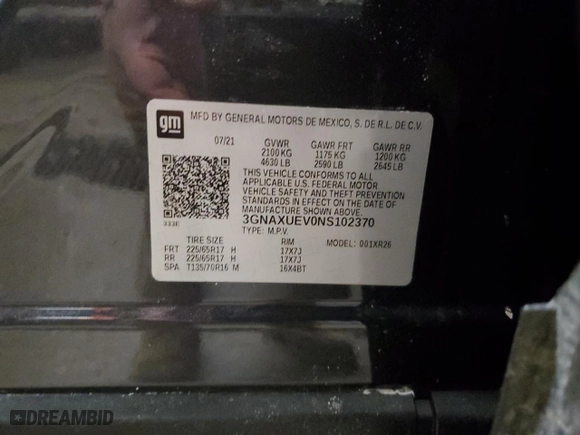 gm
MFD BY GENERAL MOTORS DE MEXICO, S. DE R.L. DE C.V.
07/21 GVWR GAWR FRT GAWR RR
2100 KG 1175 KG 1200 KG
4630 LB 2590 LB 2645 LB
THIS VEHICLE CONFORMS TO ALL
APPLICABLE U.S. FEDERAL MOTOR
VEHICLE SAFETY AND THEFT PREVENTION
STANDARDS IN EFFECT ON THE DATE OF
MANUFACTURE SHOWN ABOVE.
3GNAXUEV0NS102370
333E TYPE: M.P.V.
TIRE SIZE RIM MODEL: 001XR26
FRT 225/65R17 H 17X7J
RR 225/65R17 H 17X7J
SPA T135/70R16 M 16X4BT
DREAMBID